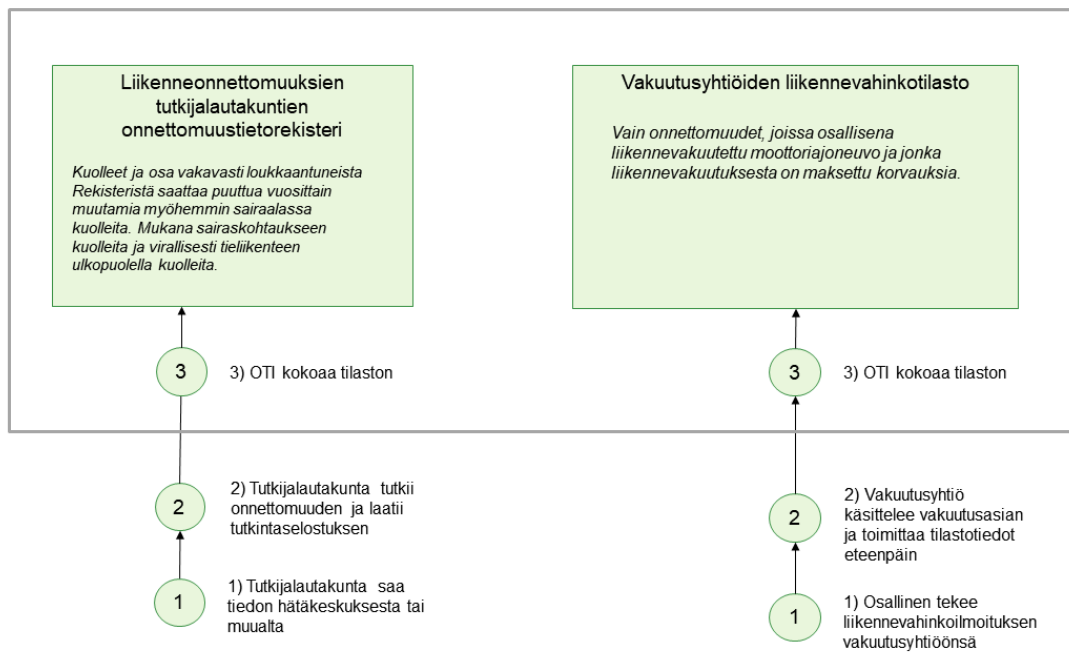 Liikenneonnettomuuksien
tutkijalautakuntien
onnettomuustietorekisteri
Kuolleet ja osa vakavasti loukkaantuneista
Rekisteristä saattaa puuttua vuosittain
muutamia myöhemmin sairaalassa
kuolleita. Mukana sairaskohtaukseen
kuolleita ja virallisesti tieliikenteen
ulkopuolella kuolleita.
3
3) OTI kokoaa tilaston
2
2) Tutkijalautakunta tutkii
onnettomuuden ja laatii
tutkintaselostuksen
1
1) Tutkijalautakunta saa
tiedon hätäkeskuksesta tai
muualta
Vakuutusyhtiöiden liikennevahinkotilasto
Vain onnettomuudet, joissa osallisena
liikennevakuutettu moottoriajoneuvo ja jonka
liikennevakuutuksesta on maksettu korvauksia.
3
3) OTI kokoaa tilaston
2
2) Vakuutusyhtiö
käsittelee vakuutusasian
ja toimittaa tilastotiedot
eteenpäin
1
1) Osallinen tekee
liikennevahinkoilmoituksen
vakuutusyhtiöönsä